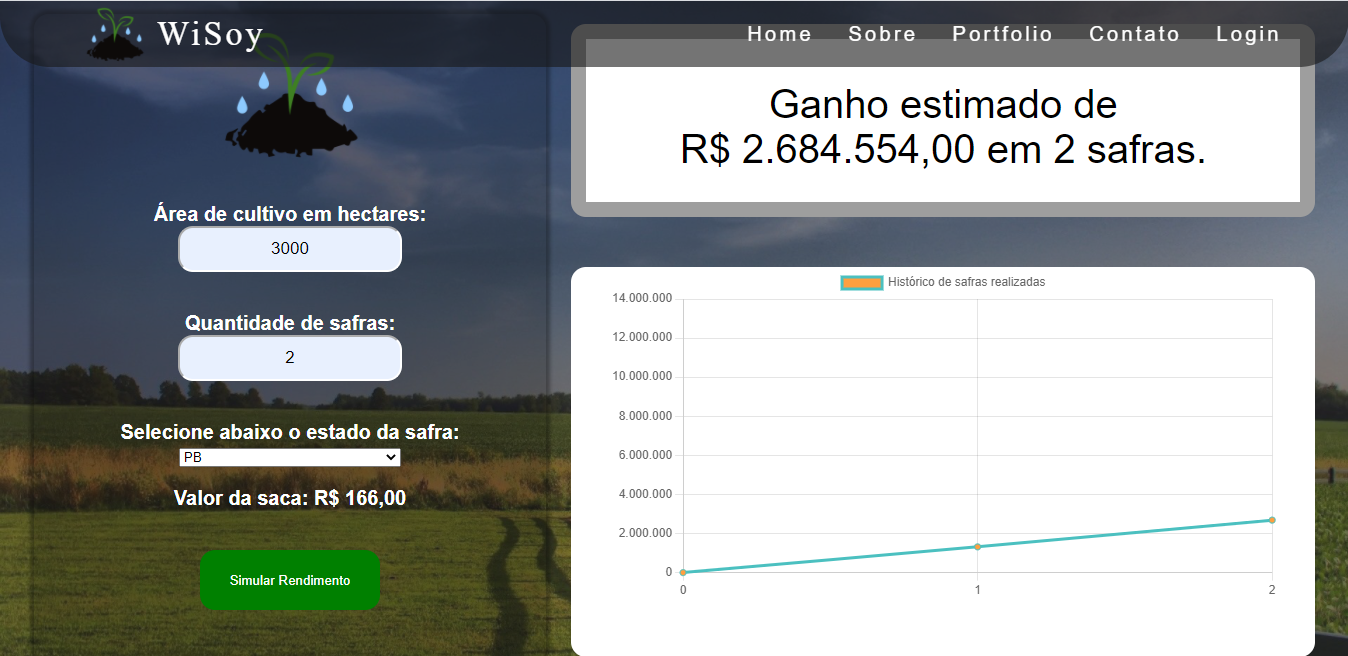 WiSoy
Home Sobre Portfolio Contato Login
Área de cultivo em hectares:
3000
Quantidade de safras:
2
Selecione abaixo o estado da safra:
PB
Valor da saca: R$ 166,00
Simular Rendimento
Ganho estimado de
R$ 2.684.554,00 em 2 safras.
Histórico de safras realizadas
14.000.000
12.000.000
10.000.000
8.000.000
6.000.000
4.000.000
2.000.000
0
0 1 2